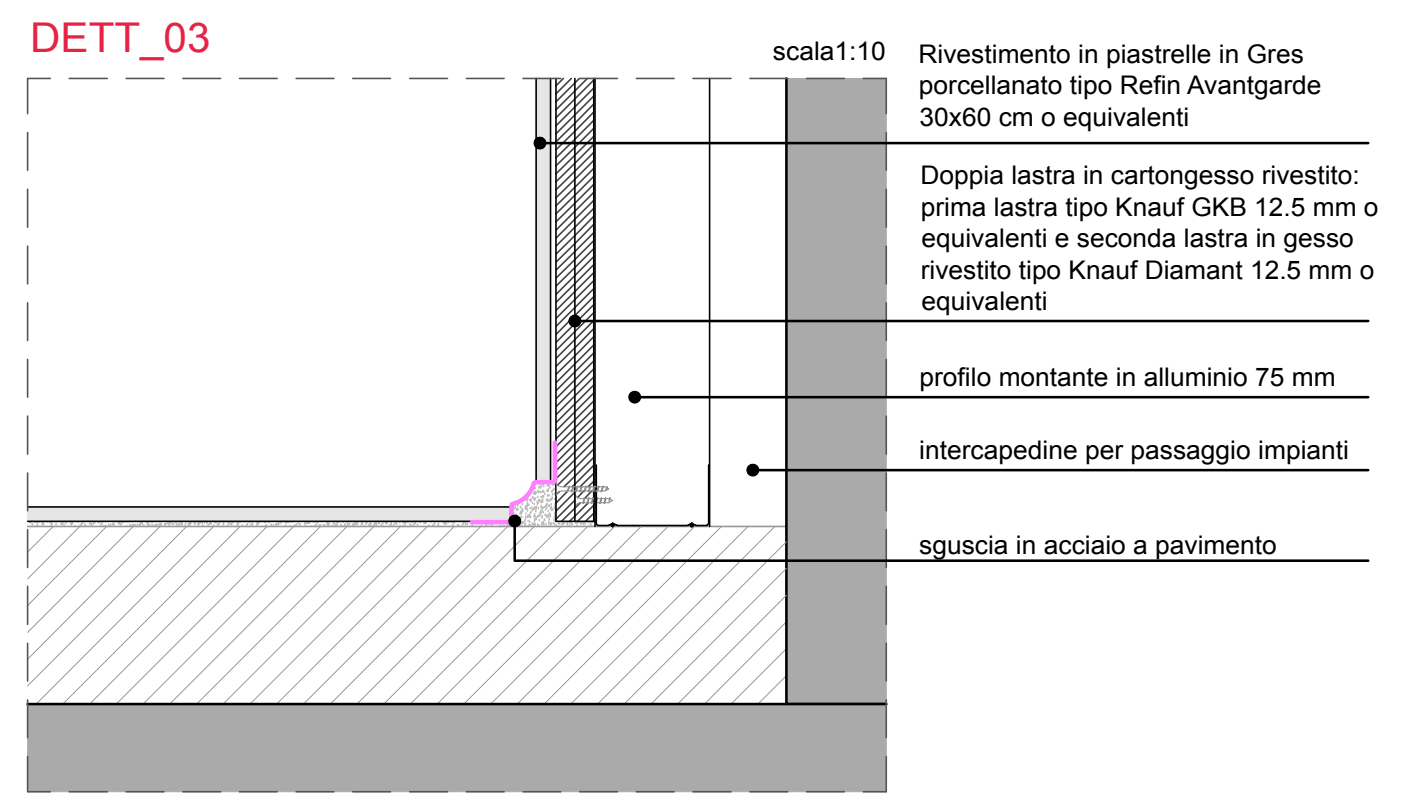 DETT_03
scala1:10
Rivestimento in piastrelle in Gres
porcellanato tipo Refin Avantgarde
30x60 cm o equivalenti
Doppia lastra in cartongesso rivestito:
prima lastra tipo Knauf GKB 12.5 mm o
equivalenti e seconda lastra in gesso
rivestito tipo Knauf Diamant 12.5 mm o
equivalenti
profilo montante in alluminio 75 mm
intercapedine per passaggio impianti
sguscia in acciaio a pavimento